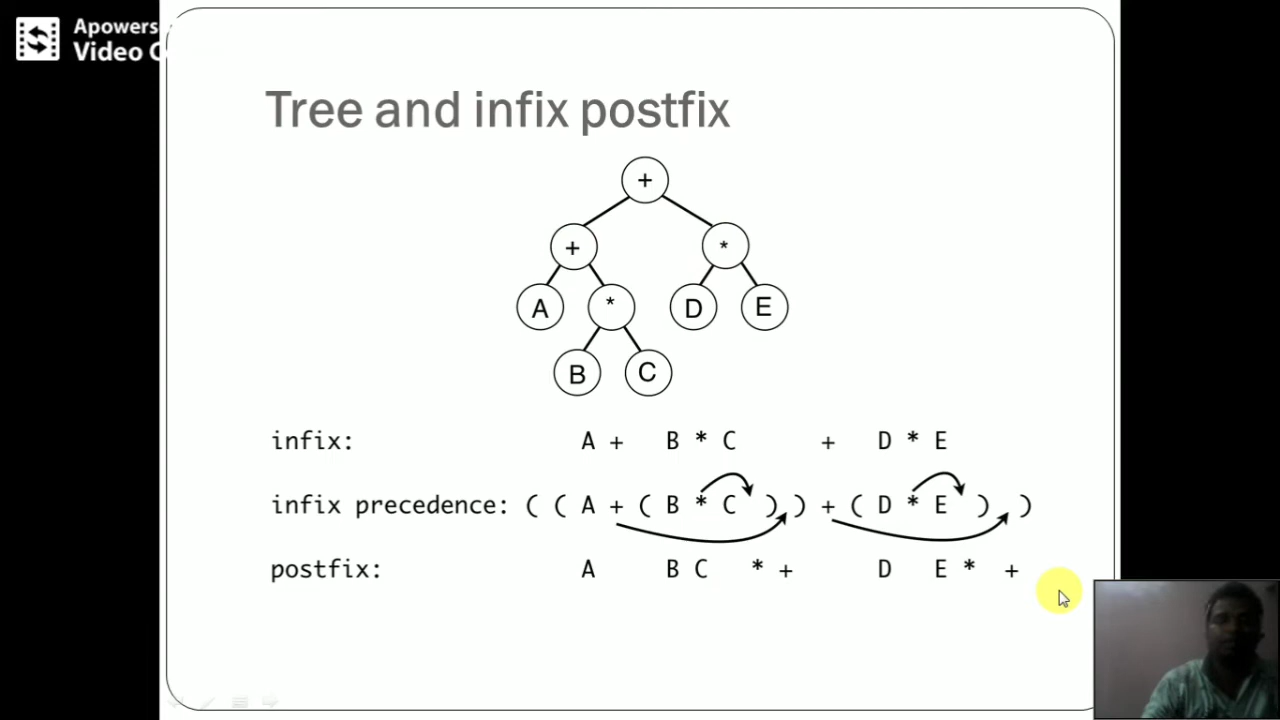 Apowers
Video C
Tree and infix postfix
+
+ *
A * D E
B C
infix: A + B * C + D * E
infix precedence: ( ( A + ( B * C ) ) + ( D * E ) )
postfix: A B C * + D E * +